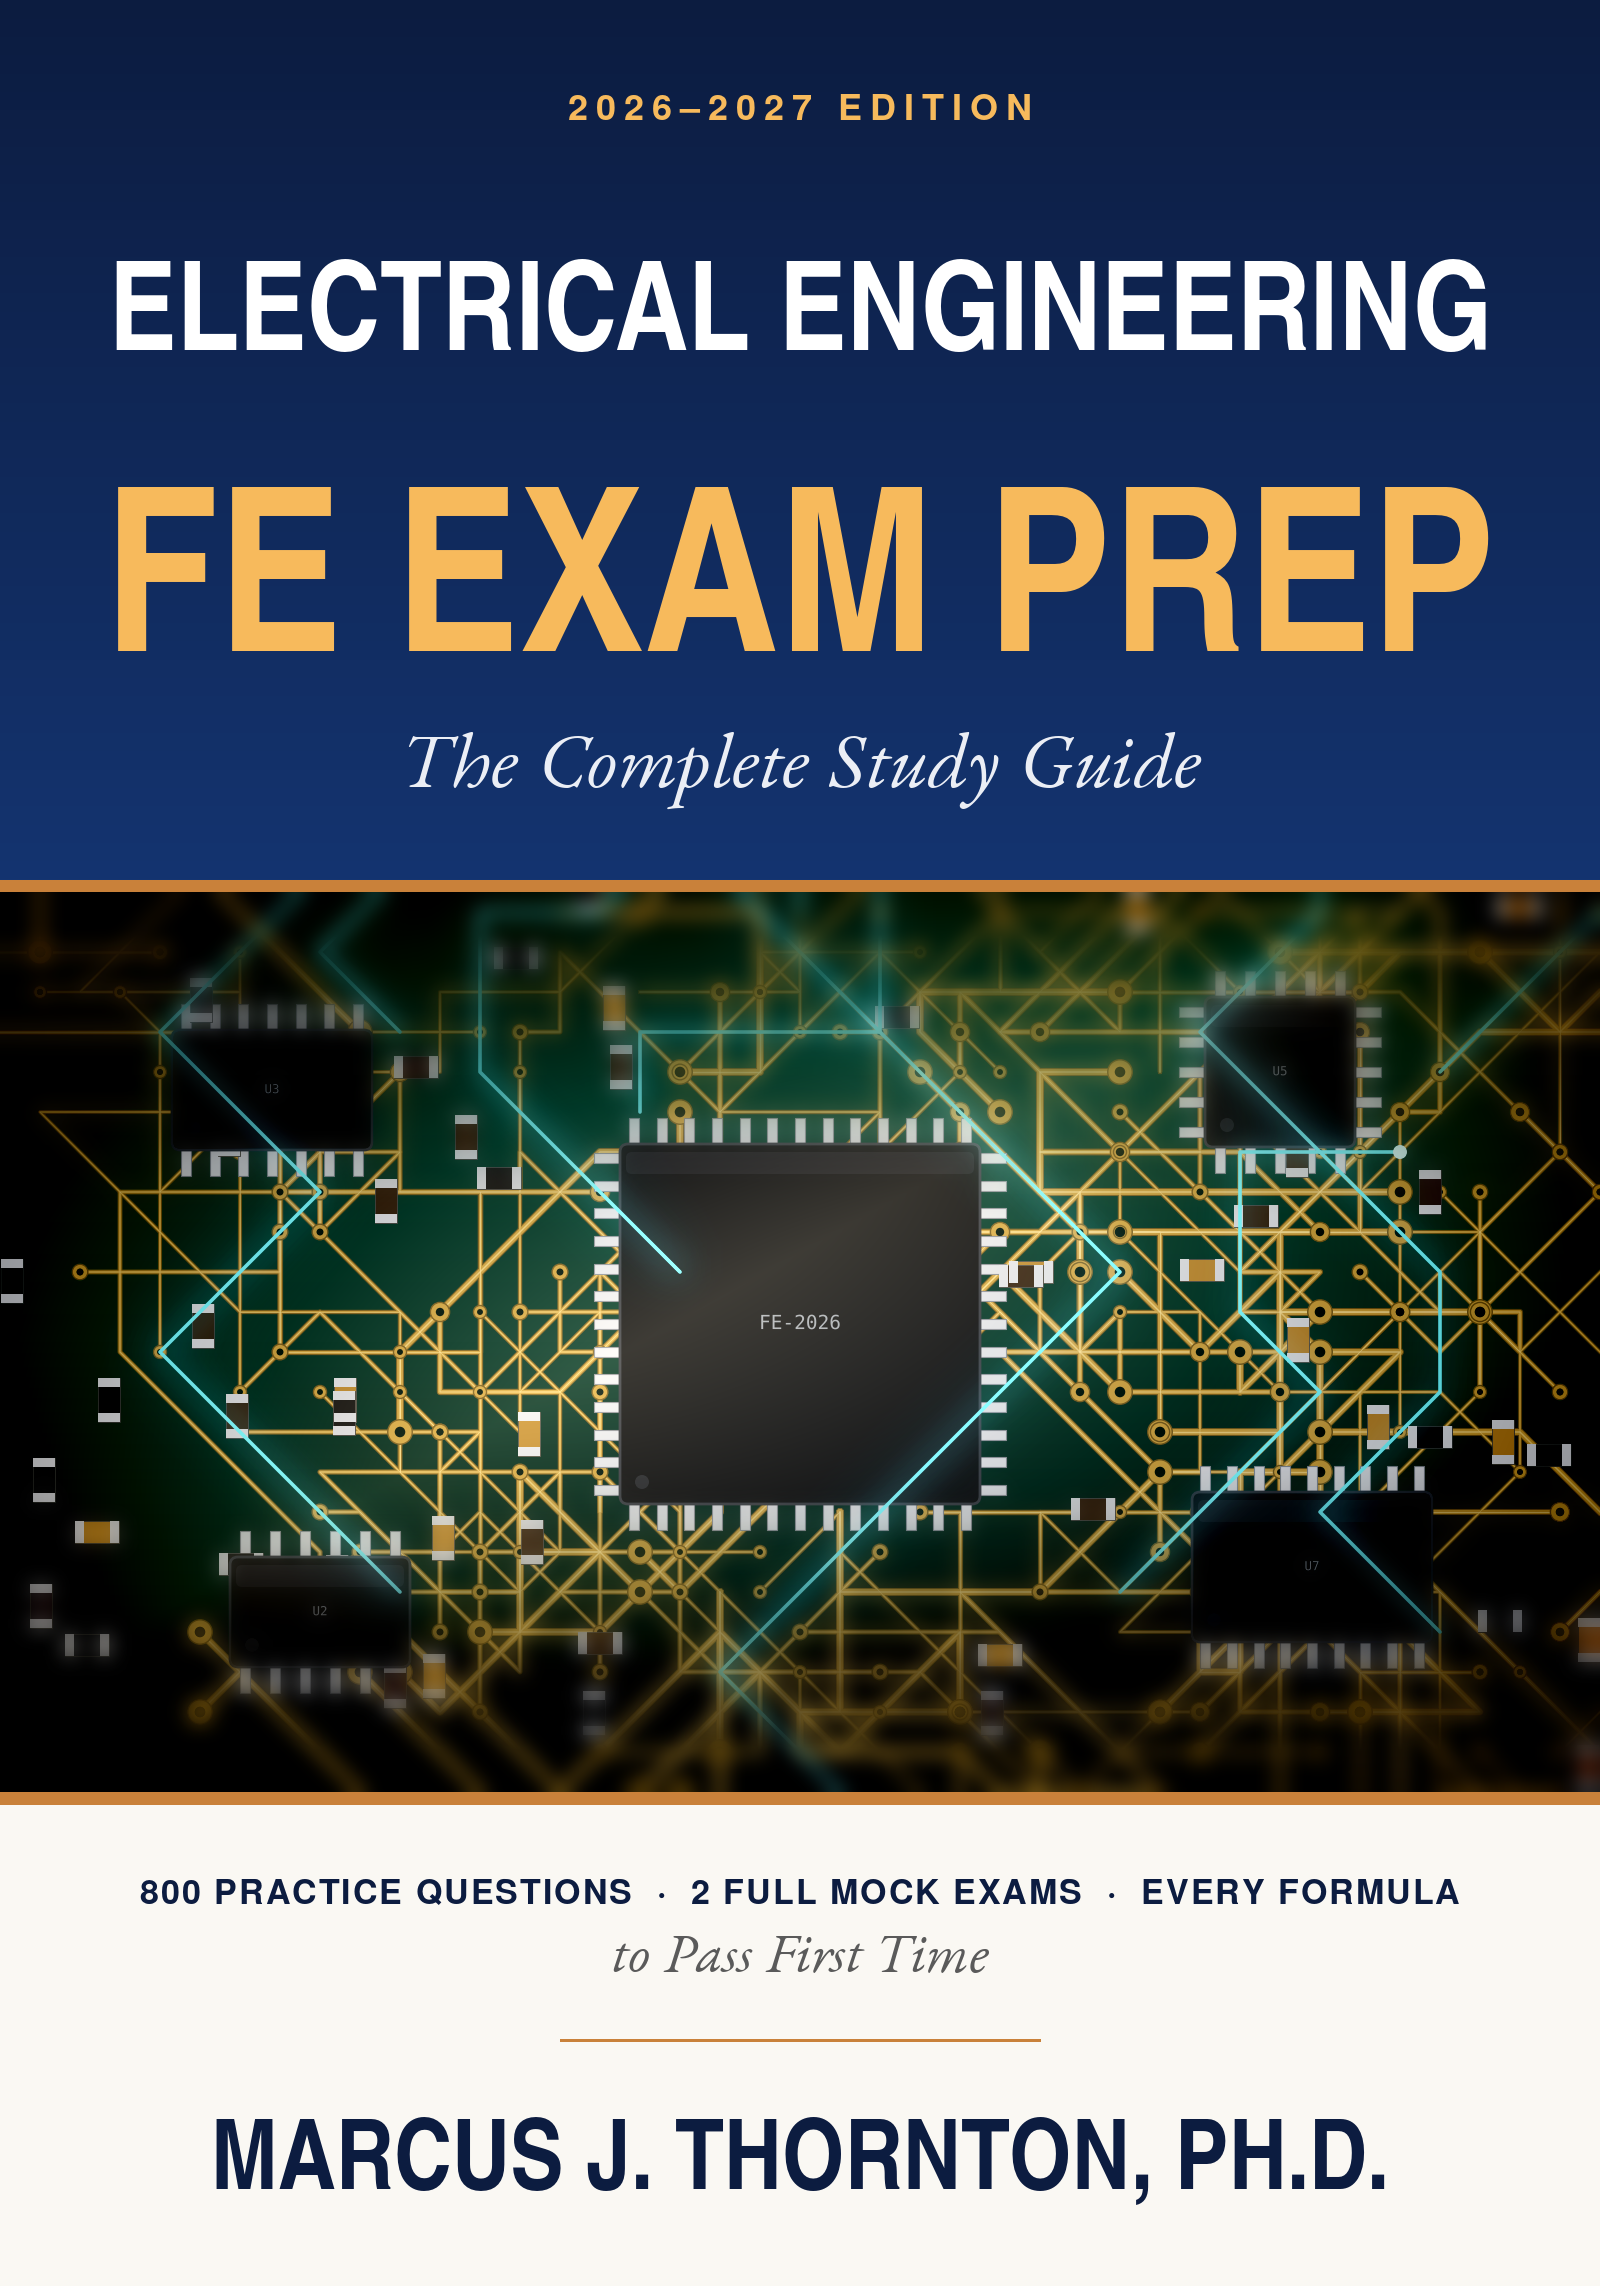 2026–2027 EDITION
ELECTRICAL ENGINEERING
FE EXAM PREP
The Complete Study Guide
U3
U5
FE-2026
U7
U2
800 PRACTICE QUESTIONS · 2 FULL MOCK EXAMS · EVERY FORMULA
to Pass First Time
MARCUS J. THORNTON, PH.D.